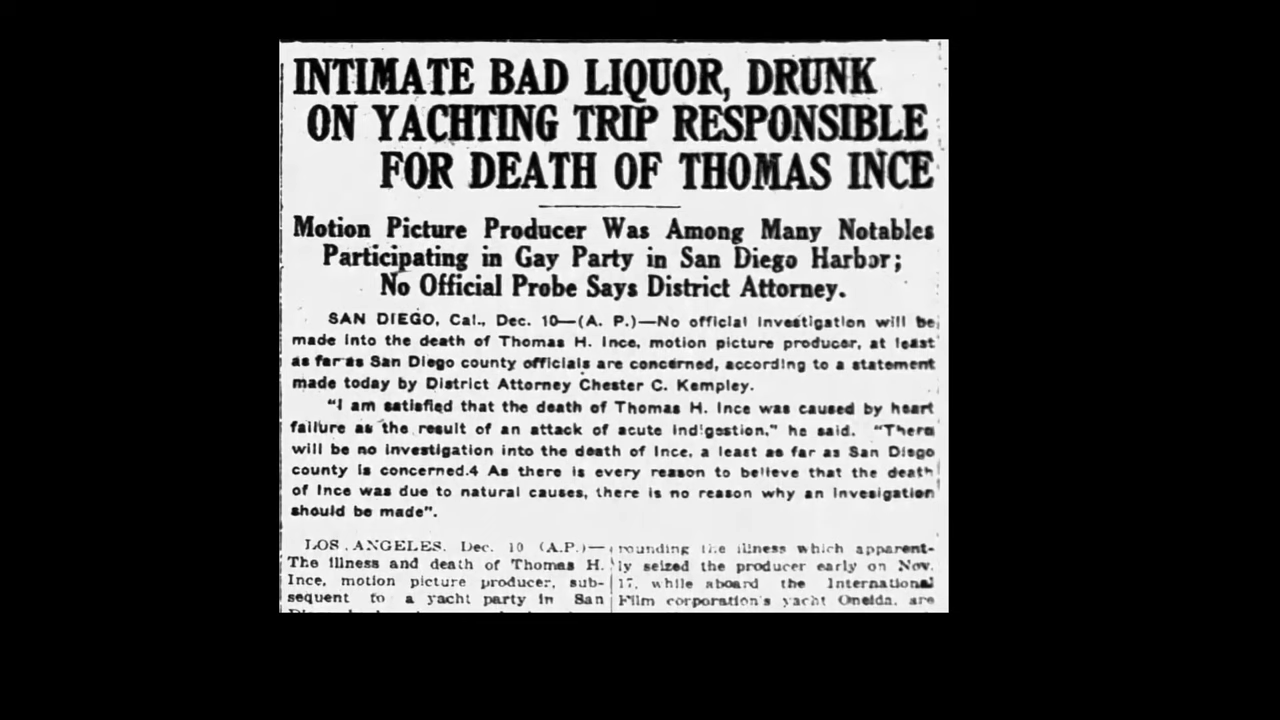 INTIMATE BAD LIQUOR, DRUNK
ON YACHTING TRIP RESPONSIBLE
FOR DEATH OF THOMAS INCE
Motion Picture Producer Was Among Many Notables
Participating in Gay Party in San Diego Harbor;
No Official Probe Says District Attorney.
SAN DIEGO, Cal., Dec. 10—(A. P.)—No official investigation will be
made into the death of Thomas H. Ince, motion picture producer, at least
as far as San Diego county officials are concerned, according to a statement
made today by District Attorney Chester C. Kempley.
"I am satisfied that the death of Thomas H. Ince was caused by heart
failure as the result of an attack of acute indigestion," he said. "There
will be no investigation into the death of Ince, a least as far as San Diego
county is concerned.4 As there is every reason to believe that the death
of Ince was due to natural causes, there is no reason why an invesigation
should be made".
LOS ANGELES, Dec. 10 (A.P.)—
The illness and death of Thomas H.
Ince, motion picture producer, sub-
sequent to a yacht party in San
rounding the illness which apparent-
ly seized the producer early on Nov.
17, while aboard the International
Film corporation's yacht Oneida, are